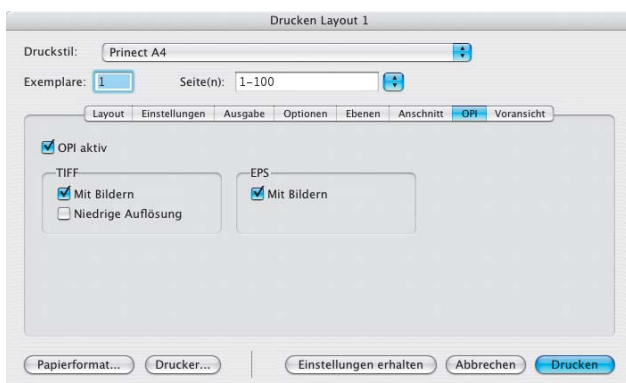 Drucken Layout 1
Druckstil: Prinect A4
Exemplare: 1 Seite(n): 1-100
Layout Einstellungen Ausgabe Optionen Ebenen Anschnitt OPI Voransicht
OPI aktiv
TIFF EPS
Mit Bildern Mit Bildern
Niedrige Auflösung
Papierformat... Drucker... Einstellungen erhalten Abbrechen Drucken